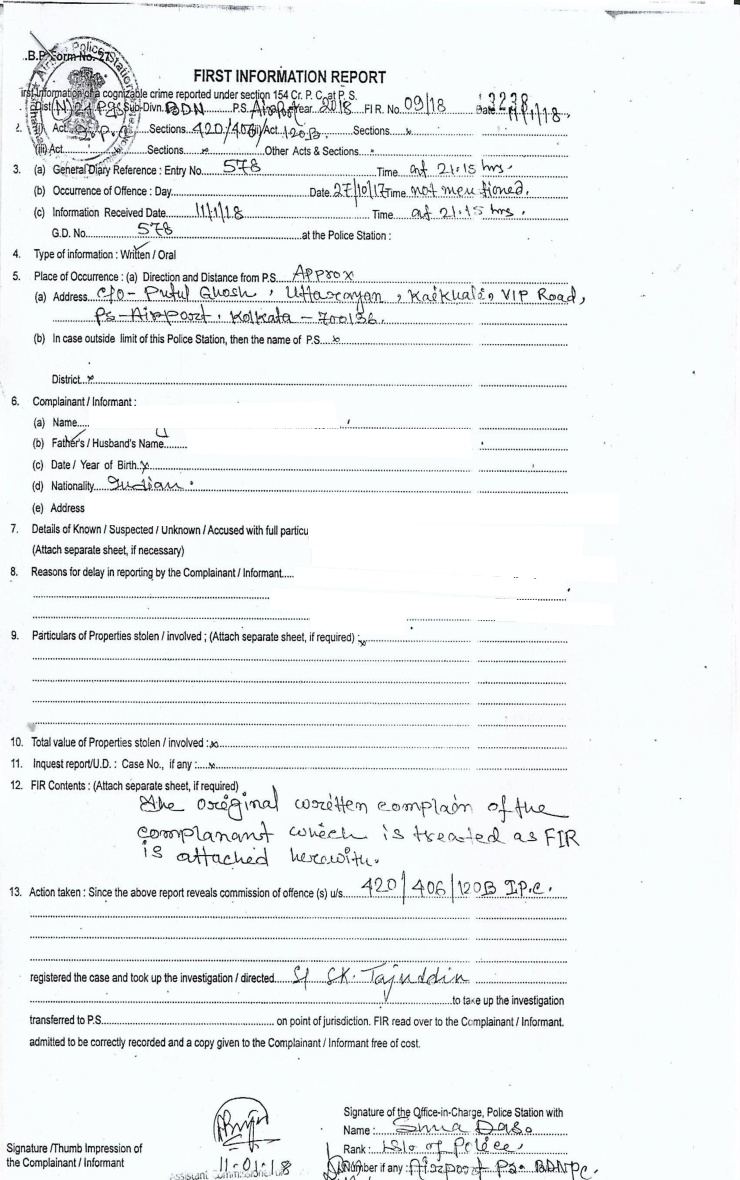 B.P. Form No. 27
FIRST INFORMATION REPORT
First Information of a cognizable crime reported under section 154 Cr. P. C. at P. S.
Dist (N) 24 Pgs Sub-Divn. BDN P.S. Airport Year 2018 FIR. No. 09/18 Date 11/1/18. 3238
2. (i) Act I.P.C Sections 420/406 (ii) Act 120B Sections x
(iii) Act Sections x Other Acts & Sections x
3. (a) General Diary Reference : Entry No. 578 Time at 21:15 hrs.
(b) Occurrence of Offence : Day Date 27/10/17 Time not mentioned.
(c) Information Received Date 11/1/18 Time at 21:15 hrs.
G.D. No. 578 at the Police Station :
4. Type of information : Written / Oral
5. Place of Occurrence : (a) Direction and Distance from P.S. Approx
(a) Address C/o- Putul Ghosh, Uttarayan, Kaikhali, VIP Road,
Ps-Airport, Kolkata - 700136.
(b) In case outside limit of this Police Station, then the name of P.S. x
District x
6. Complainant / Informant :
(a) Name
(b) Father's / Husband's Name
(c) Date / Year of Birth x
(d) Nationality Indian.
(e) Address
7. Details of Known / Suspected / Unknown / Accused with full particu
(Attach separate sheet, if necessary)
8. Reasons for delay in reporting by the Complainant / Informant....
9. Particulars of Properties stolen / involved ; (Attach separate sheet, if required) : x
10. Total value of Properties stolen / involved : x
11. Inquest report/U.D. : Case No., if any : x
12. FIR Contents : (Attach separate sheet, if required)
The original written complain of the
complanant which is treated as FIR
is attached herewith.
13. Action taken : Since the above report reveals commission of offence (s) u/s 420/406/120B I.P.C.
registered the case and took up the investigation / directed SI SK. Tajuddin
to take up the investigation
transferred to P.S. on point of jurisdiction. FIR read over to the Complainant / Informant.
admitted to be correctly recorded and a copy given to the Complainant / Informant free of cost.
Signature of the Office-in-Charge, Police Station with
Name :
Rank : of Police,
Signature /Thumb Impression of
the Complainant / Informant
11-01-18
Number if any : Airport Ps. BDNPC.